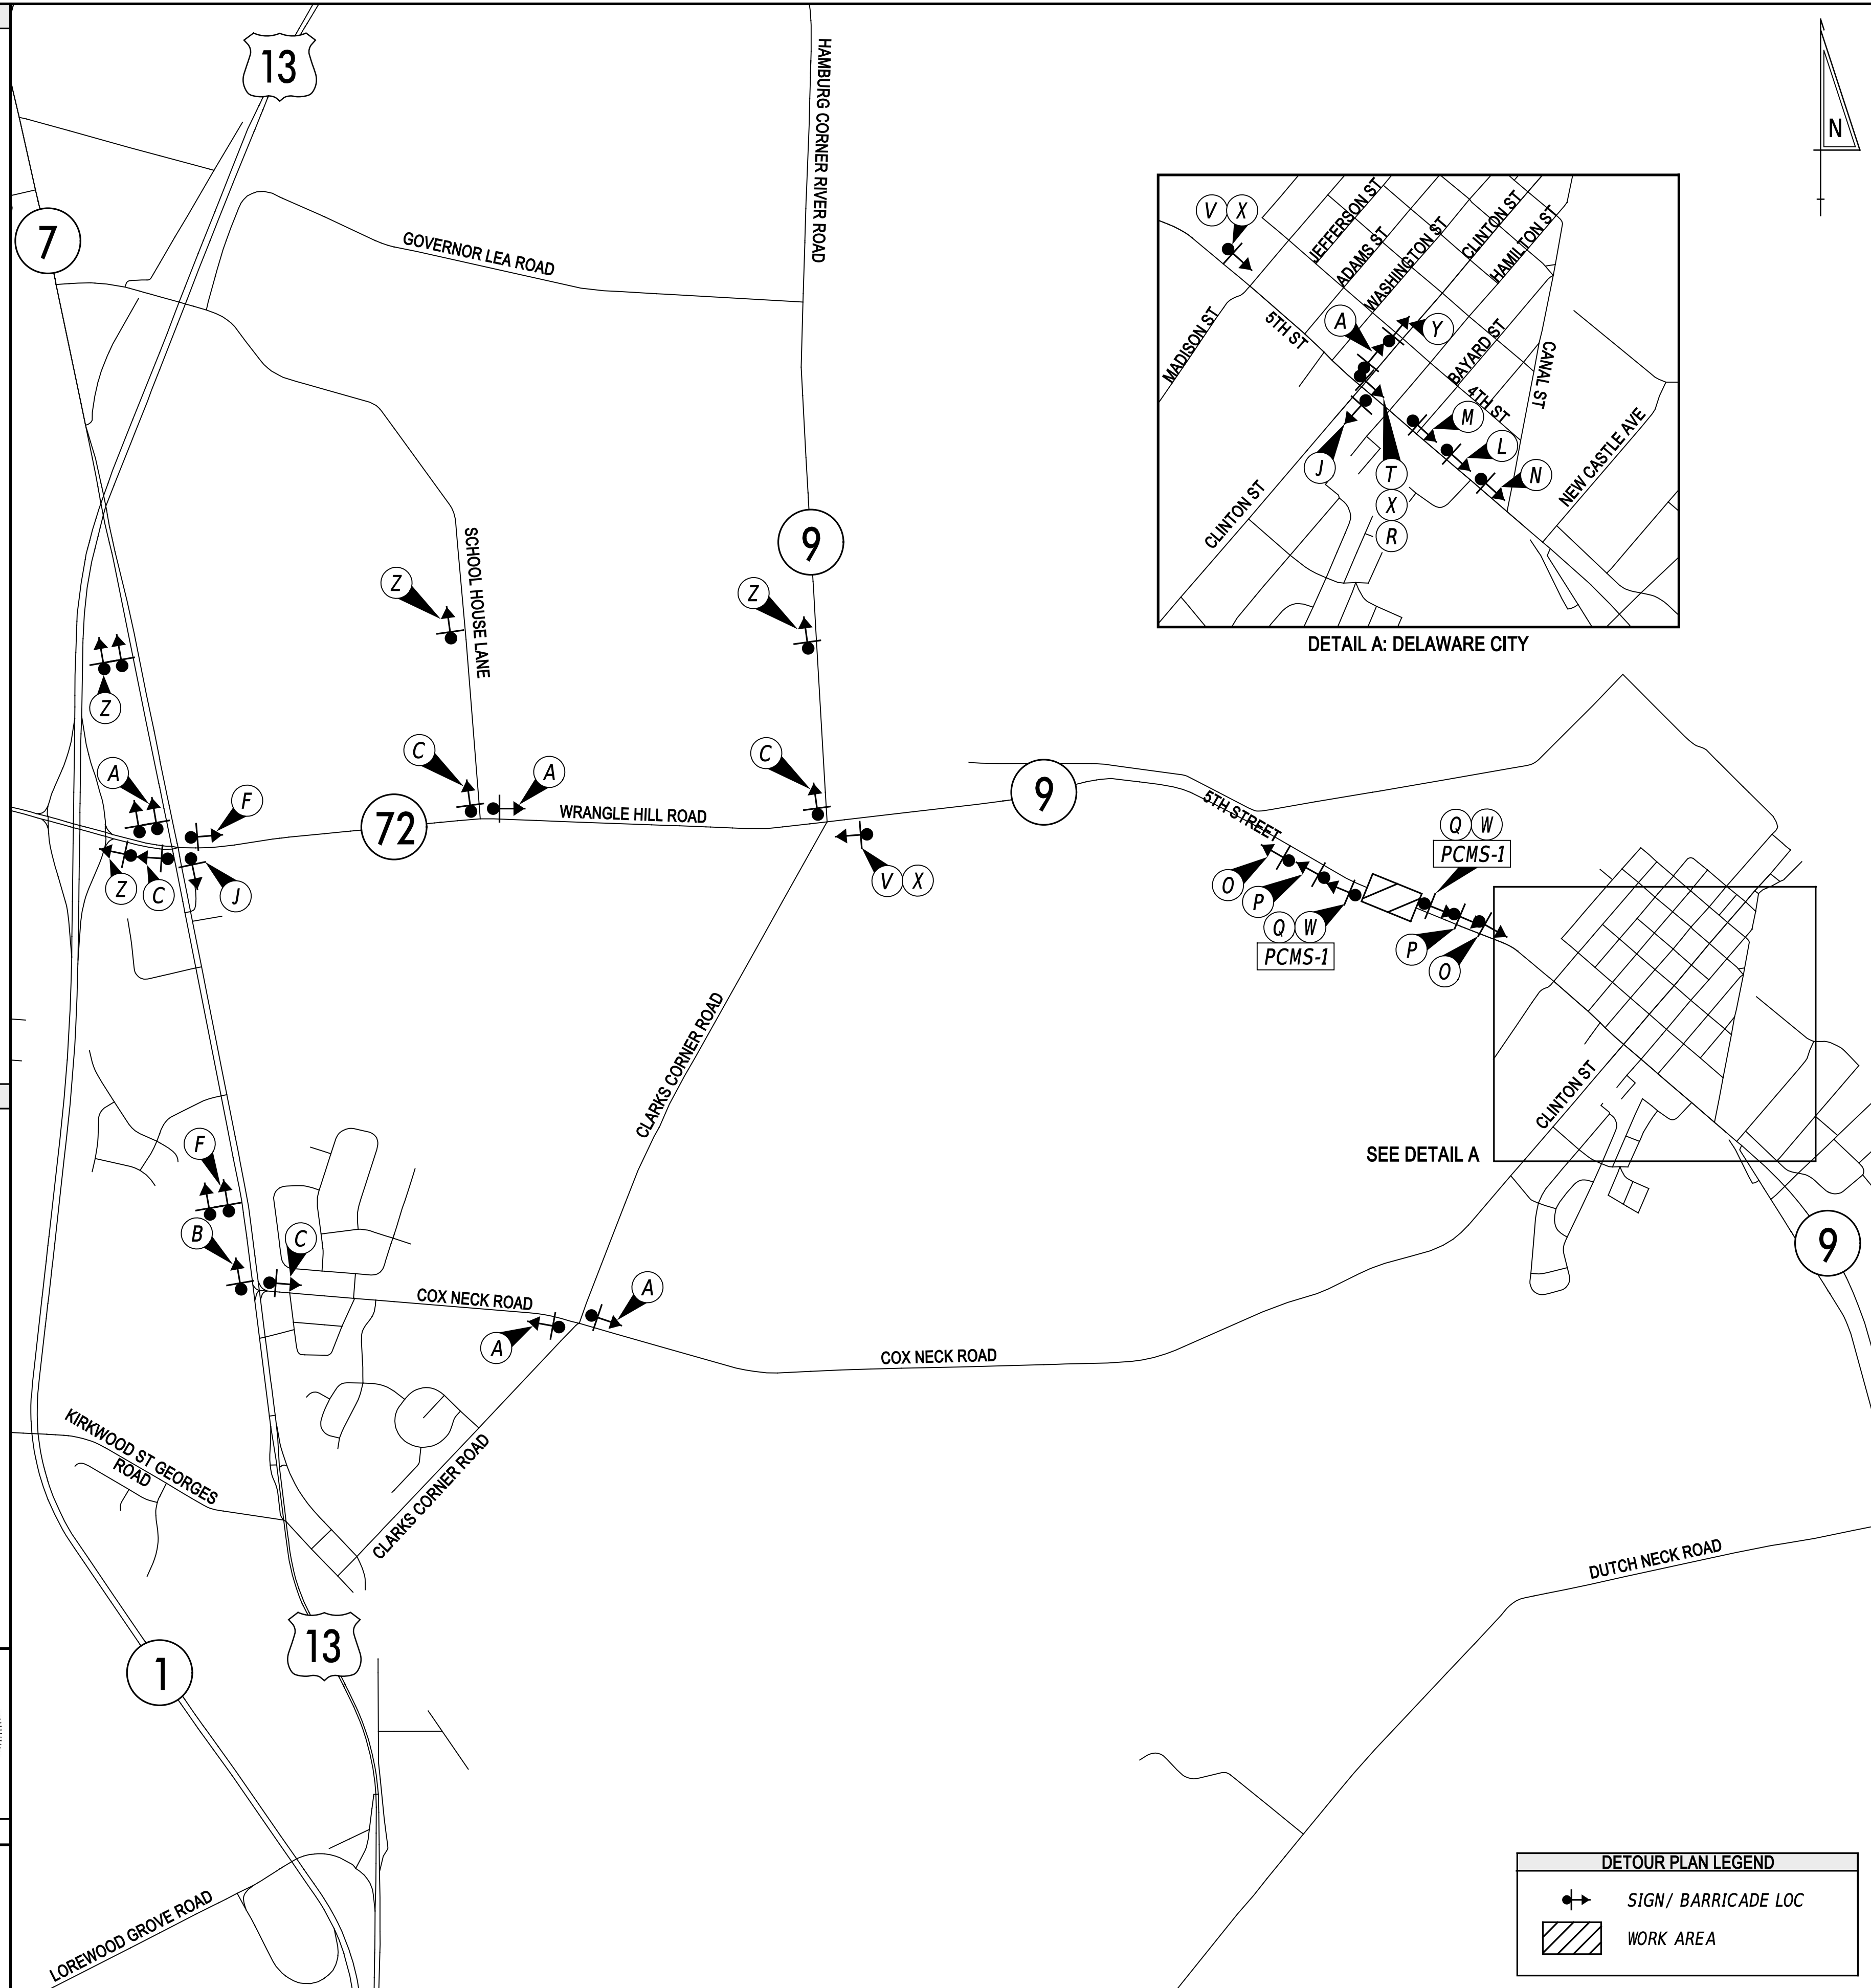 13
HAMBURG CORNER RIVER ROAD
N
7
GOVERNOR LEA ROAD
V X
JEFFERSON ST
ADAMS ST
WASHINGTON ST
CLINTON ST
HAMILTON ST
MADISON ST
5TH ST
A
Y
BAYARD ST
4TH ST
CANAL ST
M
L
N
NEW CASTLE AVE
J
T
X
R
CLINTON ST
DETAIL A: DELAWARE CITY
9
SCHOOL HOUSE LANE
Z
Z
Z
C
A
C
A
F
72
WRANGLE HILL ROAD
9
5TH STREET
Z
C
J
V X
O
P
Q W
PCMS-1
Q W
PCMS-1
P
O
CLARKS CORNER ROAD
CLINTON ST
SEE DETAIL A
F
B
C
9
COX NECK ROAD
A
A
COX NECK ROAD
KIRKWOOD ST GEORGES
ROAD
CLARKS CORNER ROAD
DUTCH NECK ROAD
13
1
LOREWOOD GROVE ROAD
DETOUR PLAN LEGEND
SIGN/ BARRICADE LOC
WORK AREA